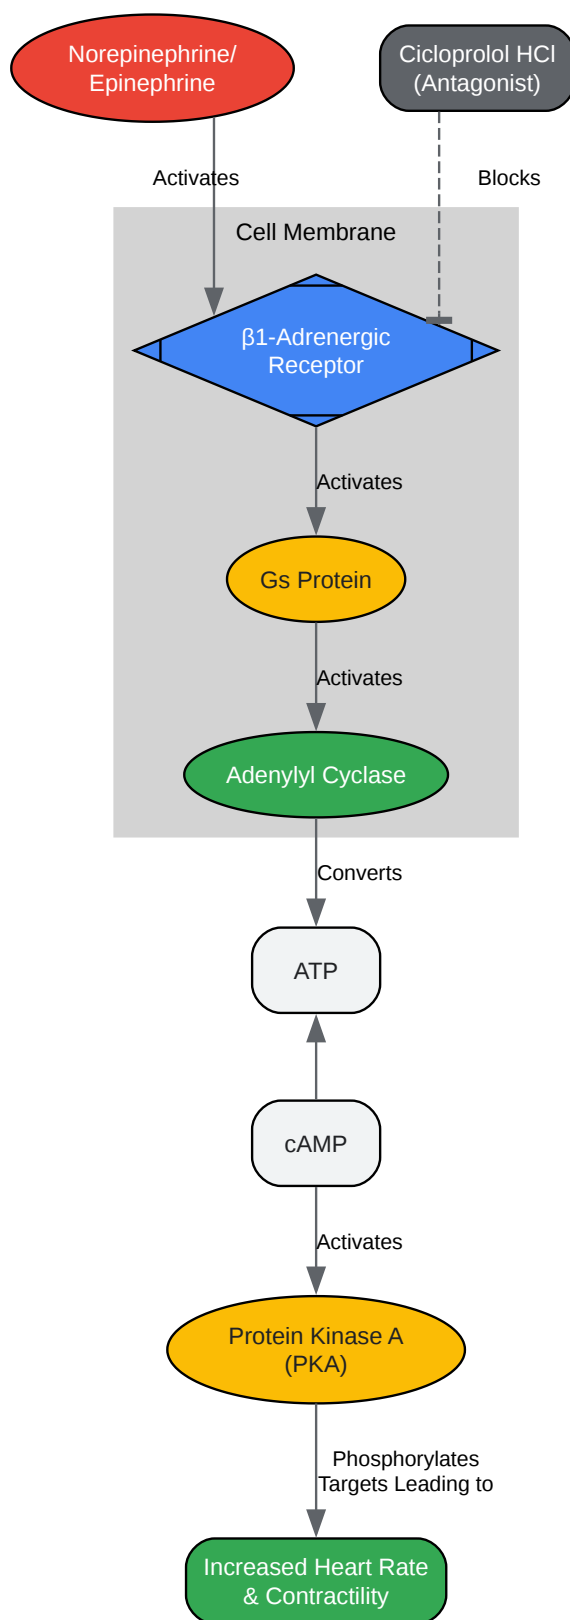 Norepinephrine/
Epinephrine
Cicloprolol HCl
(Antagonist)
Activates
Blocks
Cell Membrane
β1-Adrenergic
Receptor
Activates
Gs Protein
Activates
Adenylyl Cyclase
Converts
ATP
cAMP
Activates
Protein Kinase A
(PKA)
Phosphorylates
Targets Leading to
Increased Heart Rate
& Contractility